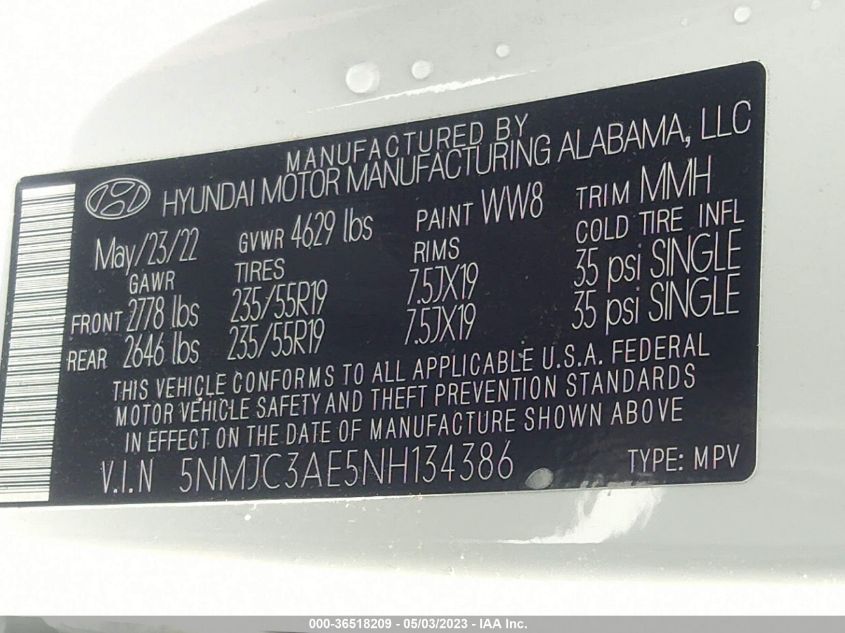 MANUFACTURED BY
HYUNDAI MOTOR MANUFACTURING ALABAMA, LLC
May/23/22 GVWR 4629 lbs PAINT WW8 TRIM MMH
GAWR TIRES RIMS COLD TIRE INFL
FRONT 2778 lbs 235/55R19 7.5JX19 35 psi SINGLE
REAR 2646 lbs 235/55R19 7.5JX19 35 psi SINGLE
THIS VEHICLE CONFORMS TO ALL APPLICABLE U.S.A. FEDERAL
MOTOR VEHICLE SAFETY AND THEFT PREVENTION STANDARDS
IN EFFECT ON THE DATE OF MANUFACTURE SHOWN ABOVE
V.I.N 5NMJC3AE5NH134386 TYPE: MPV
000-36518209 - 05/03/2023 - IAA Inc.